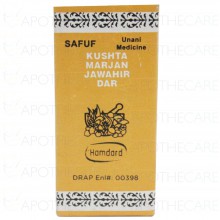 SAFUF
Unani
Medicine
KUSHTA
MARJAN
JAWAHIR
DAR
Hamdard
DRAP Enl#: 00398